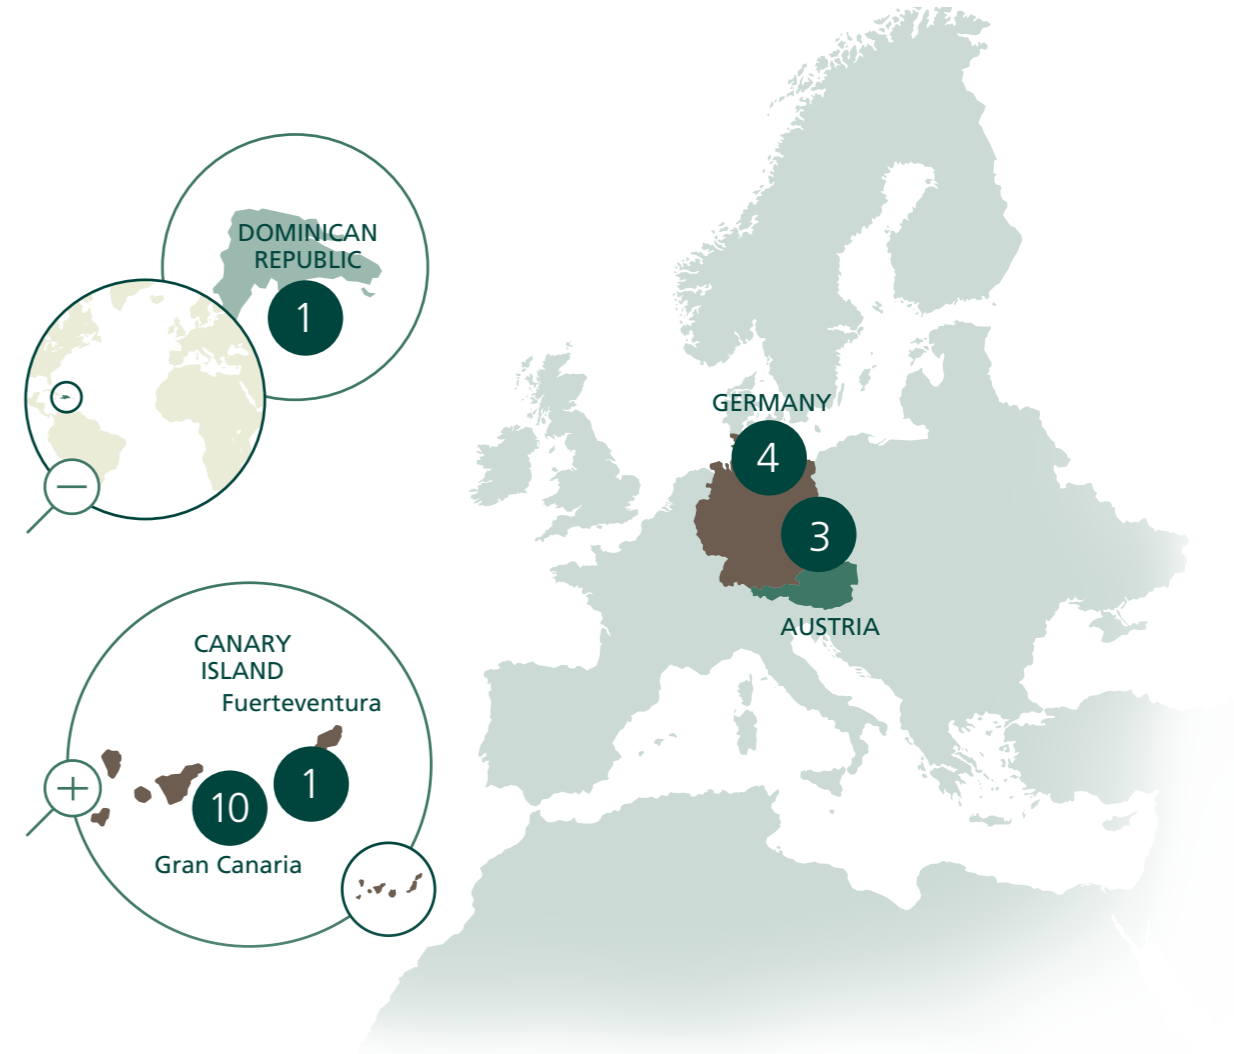 DOMINICAN
REPUBLIC
1
GERMANY
4
3
AUSTRIA
CANARY
ISLAND
Fuerteventura
1
10
Gran Canaria